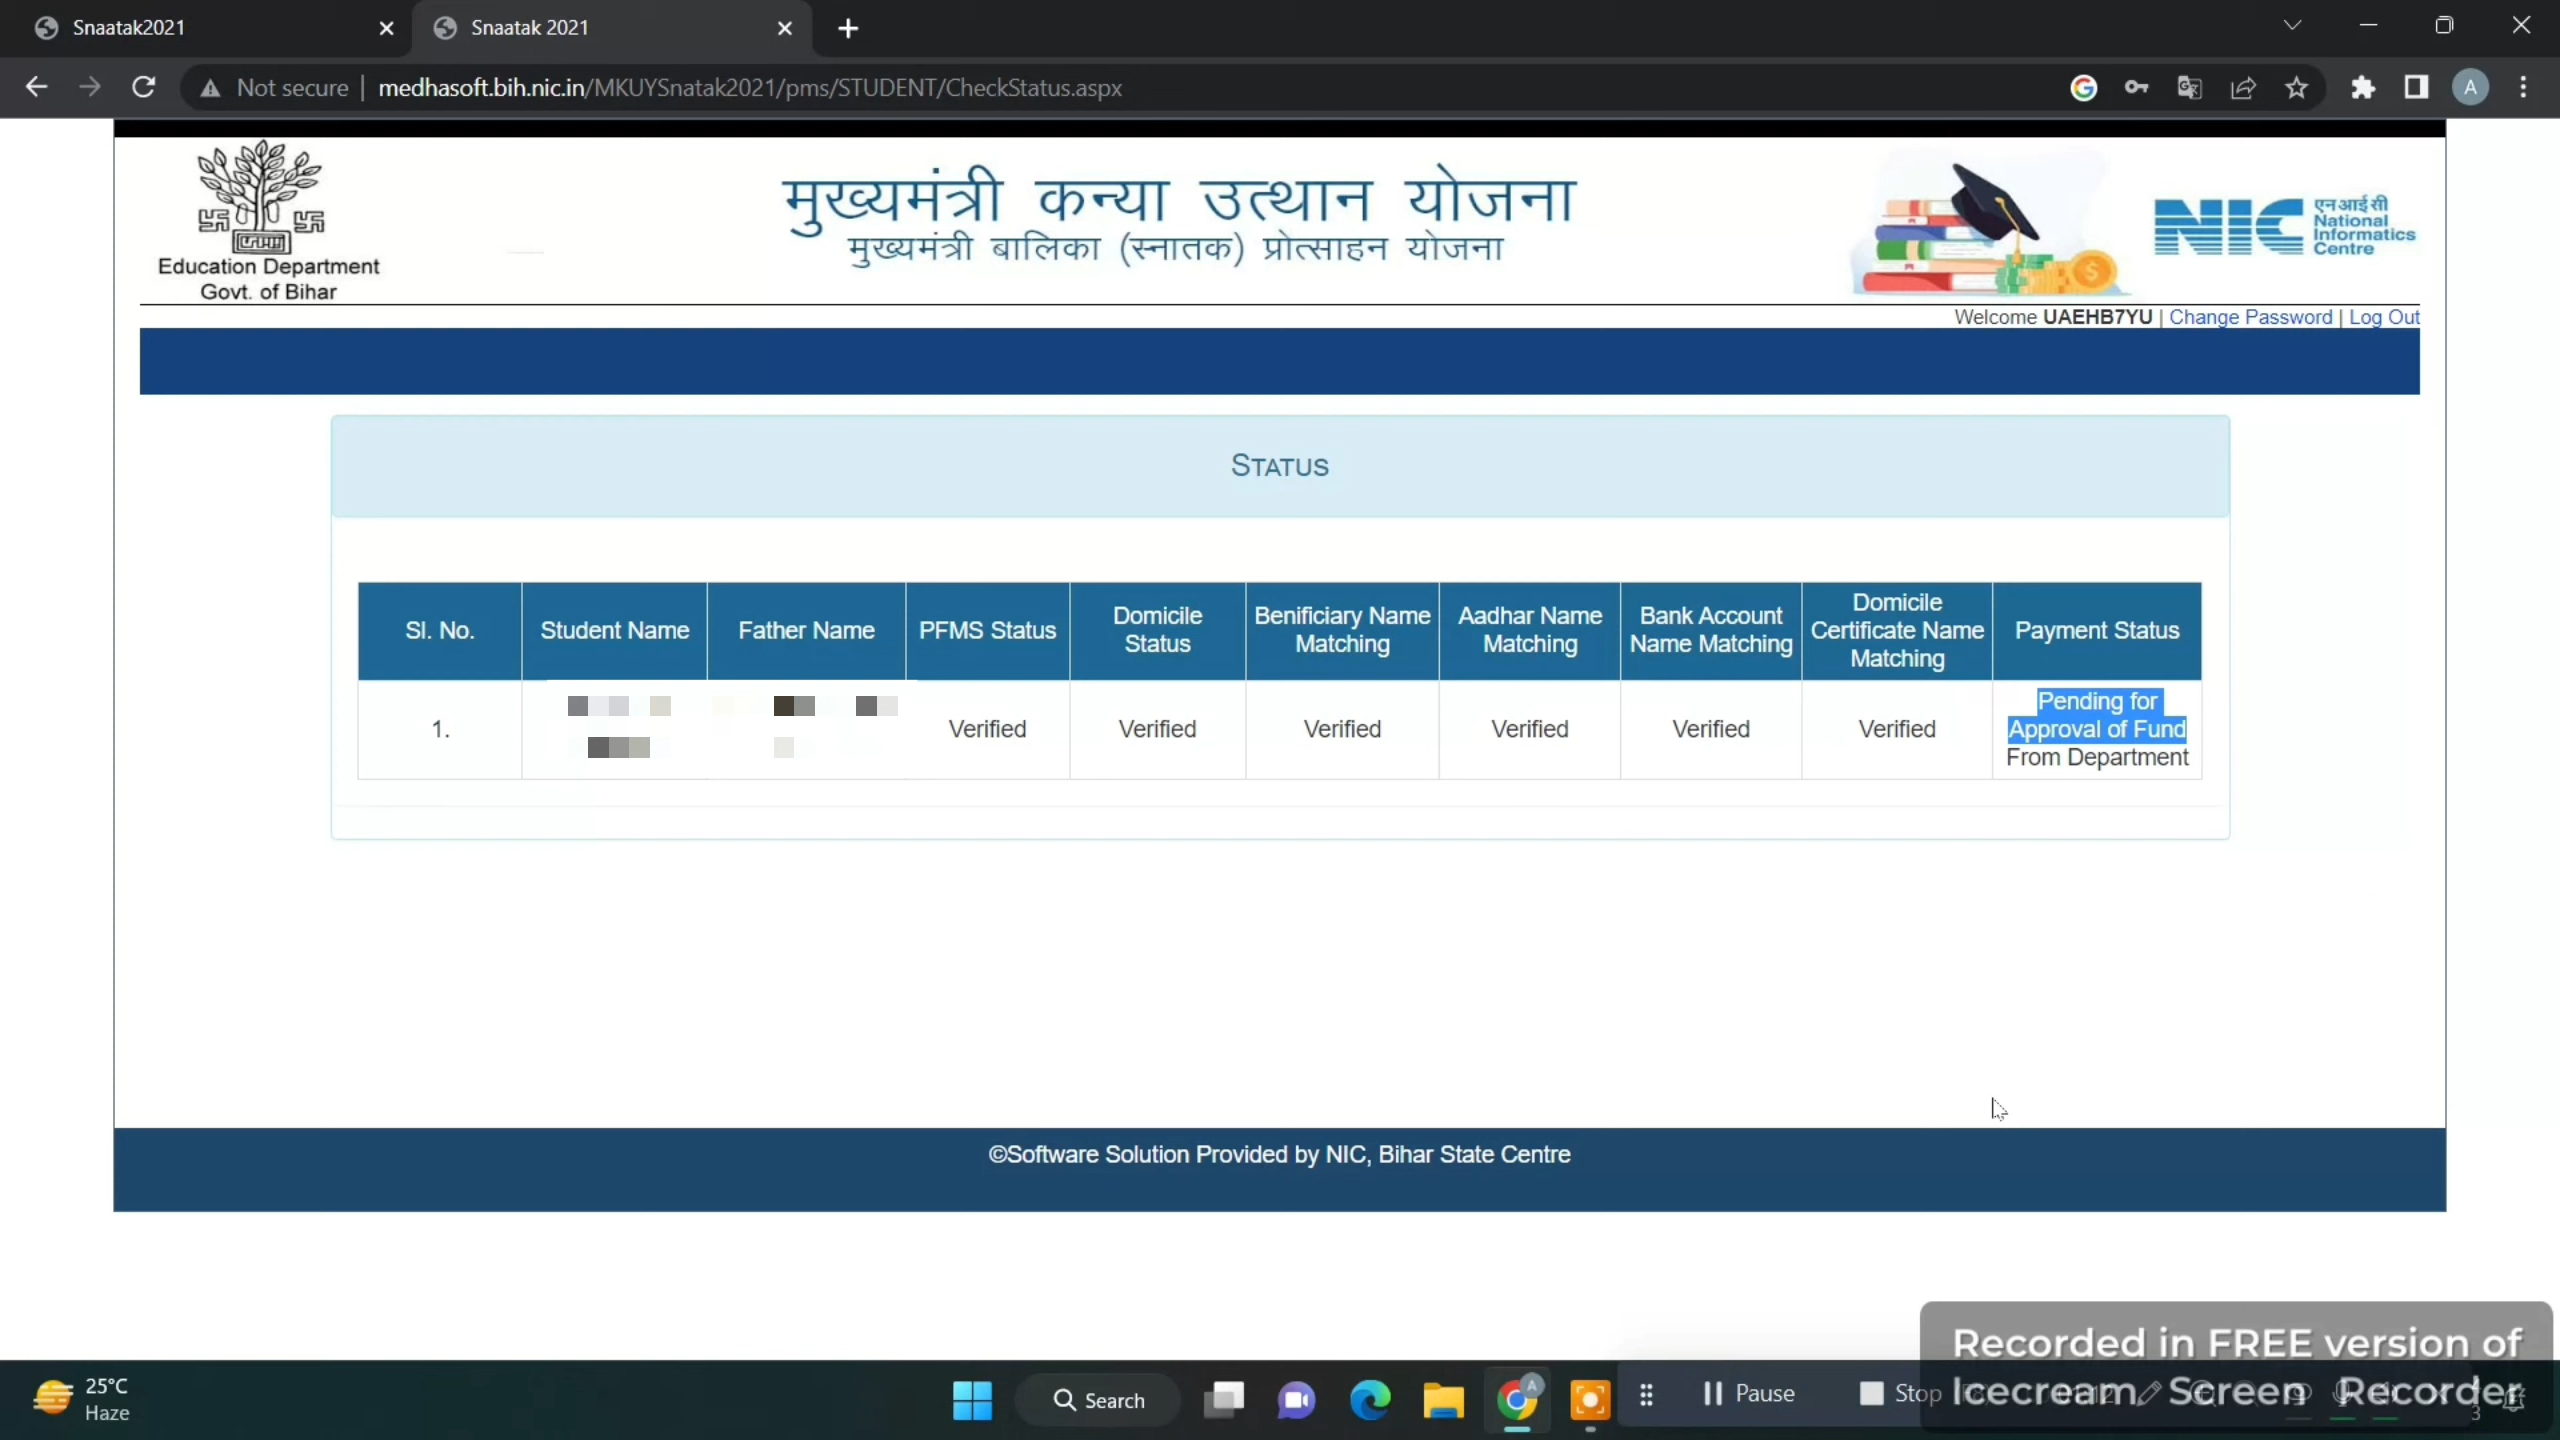 Snaatak2021
Snaatak 2021
Not secure | medhasoft.bih.nic.in/MKUYSnatak2021/pms/STUDENT/CheckStatus.aspx
A
Education Department
Govt. of Bihar
मुख्यमंत्री कन्या उत्थान योजना
मुख्यमंत्री बालिका (स्नातक) प्रोत्साहन योजना
NIC
एन आई सी
National
Informatics
Centre
Welcome UAEHB7YU | Change Password | Log Out
STATUS
Sl. No.
Student Name
Father Name
PFMS Status
Domicile
Status
Benificiary Name
Matching
Aadhar Name
Matching
Bank Account
Name Matching
Domicile
Certificate Name
Matching
Payment Status
1.
Verified
Verified
Verified
Verified
Verified
Verified
Pending for
Approval of Fund
From Department
©Software Solution Provided by NIC, Bihar State Centre
Recorded in FREE version of
Icecream Screen Recorder
25°C
Haze
Search
Pause
Stop